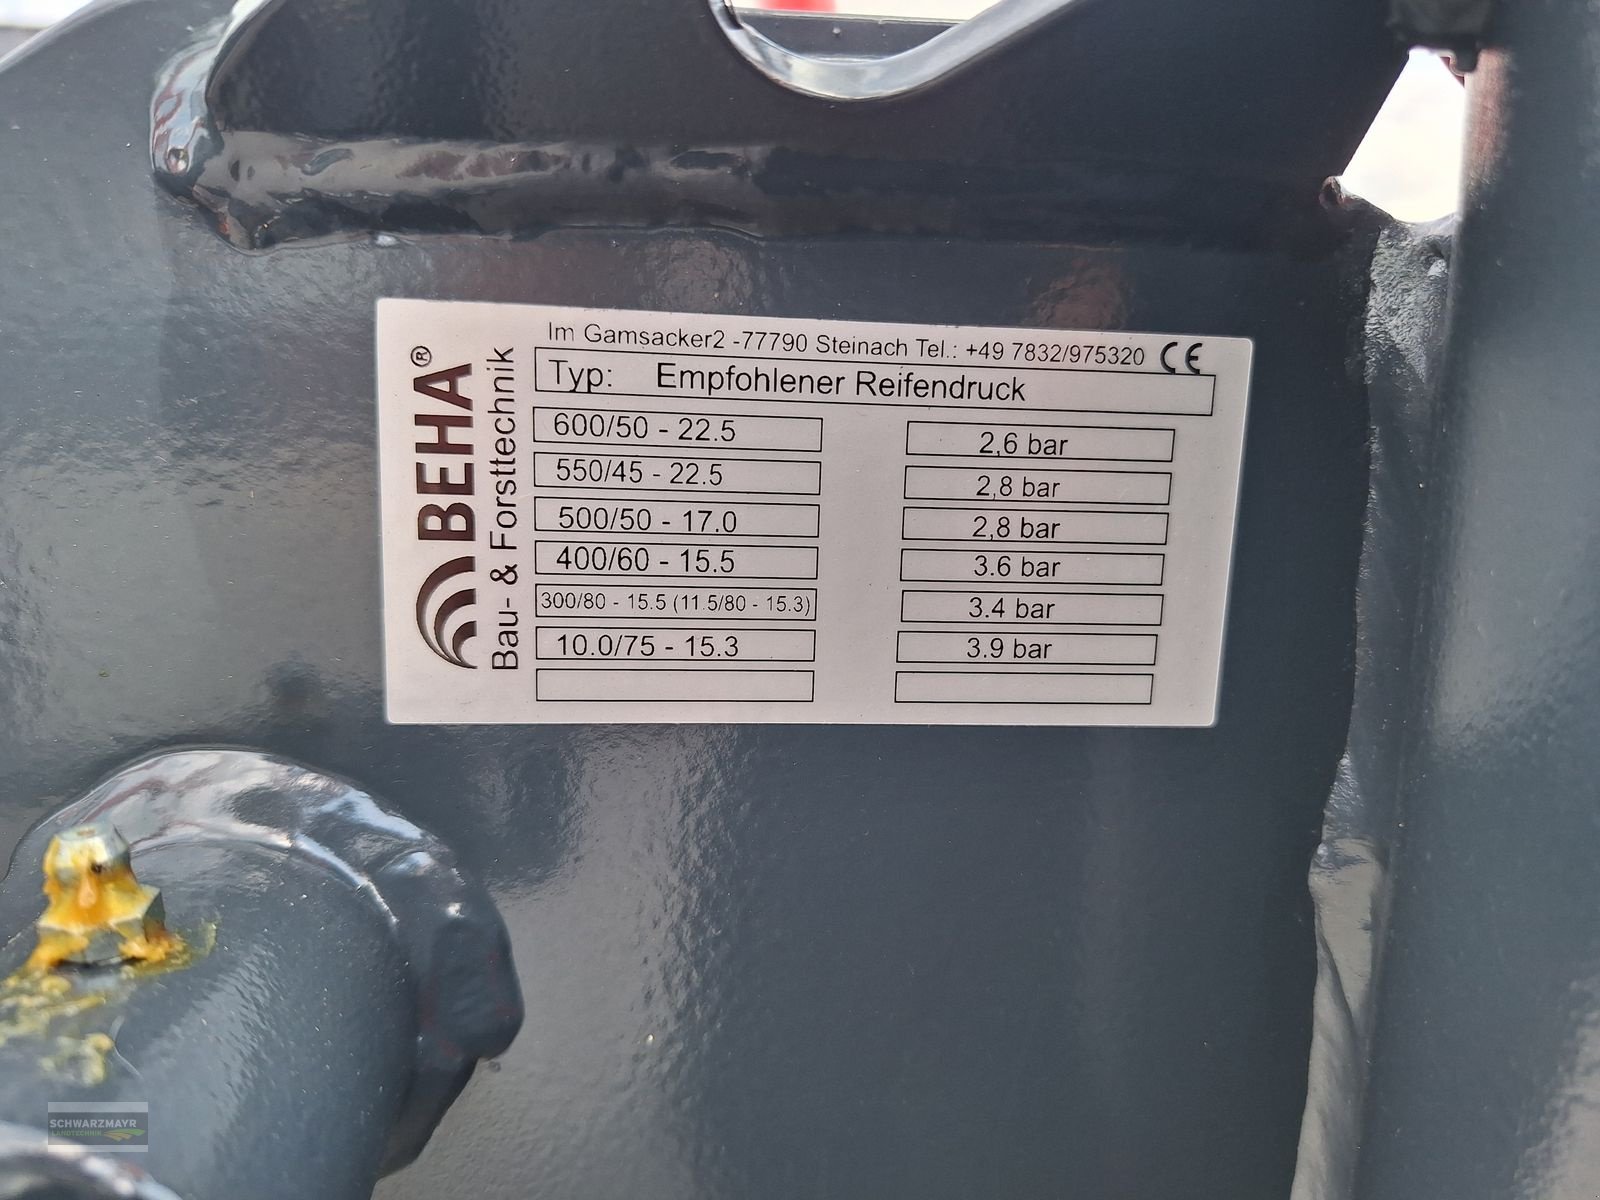 BEHA®
Bau- & Forsttechnik
Im Gamsacker2 -77790 Steinach Tel.: +49 7832/975320 CE
Typ: Empfohlener Reifendruck
600/50 - 22.5 2,6 bar
550/45 - 22.5 2,8 bar
500/50 - 17.0 2,8 bar
400/60 - 15.5 3.6 bar
300/80 - 15.5 (11.5/80 - 15.3) 3.4 bar
10.0/75 - 15.3 3.9 bar
SCHWARZMAYR
LANDTECHNIK